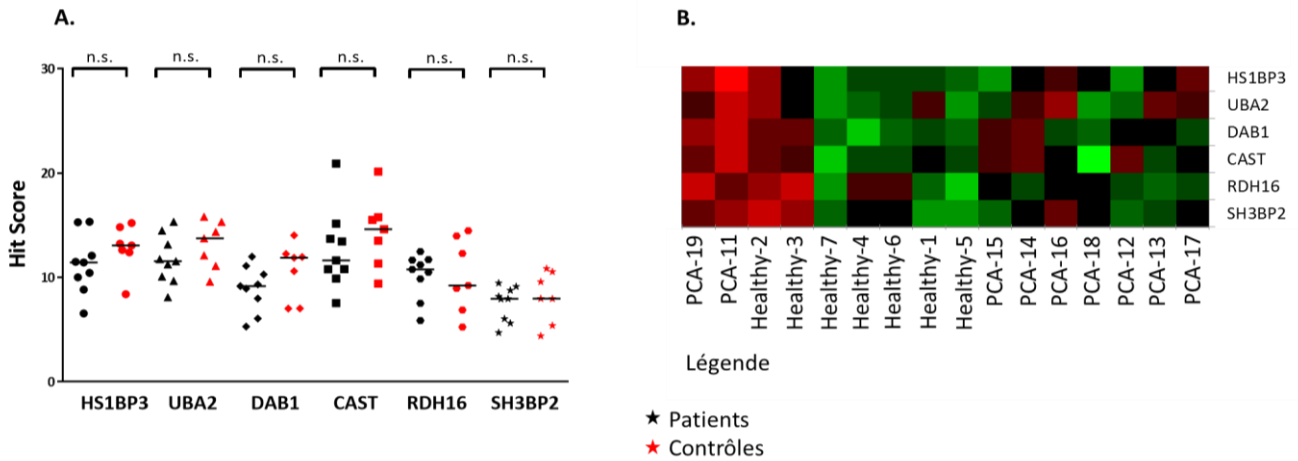 A.
n.s. n.s. n.s. n.s. n.s. n.s.
30
20
10
0
Hit Score
HS1BP3 UBA2 DAB1 CAST RDH16 SH3BP2
B.
HS1BP3
UBA2
DAB1
CAST
RDH16
SH3BP2
PCA-19
PCA-11
Healthy-2
Healthy-3
Healthy-7
Healthy-4
Healthy-6
Healthy-1
Healthy-5
PCA-15
PCA-14
PCA-16
PCA-18
PCA-12
PCA-13
PCA-17
Légende
Patients
Contrôles